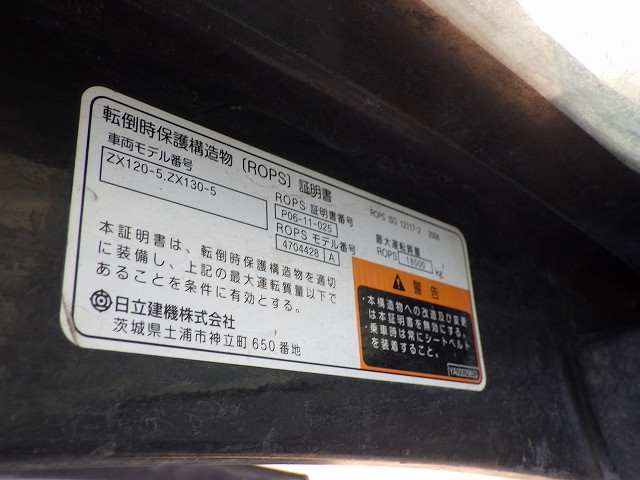 転倒時保護構造物〔ROPS〕証明書
車両モデル番号
ZX120-5,ZX130-5
ROPS 証明書番号
P06-11-025
ROPS モデル番号
4704428 A
ROPS ISO 12117-2 : 2008
最大運転質量
ROPS 18500 kg
本証明書は、転倒時保護構造物を適切
に装備し、上記の最大運転質量以下で
あることを条件に有効とする。
日立建機株式会社
茨城県土浦市神立町650番地
警告
・本構造物への改造及び変更
は本証明書を無効にする。
・乗車時は常にシートベルト
を装着すること。